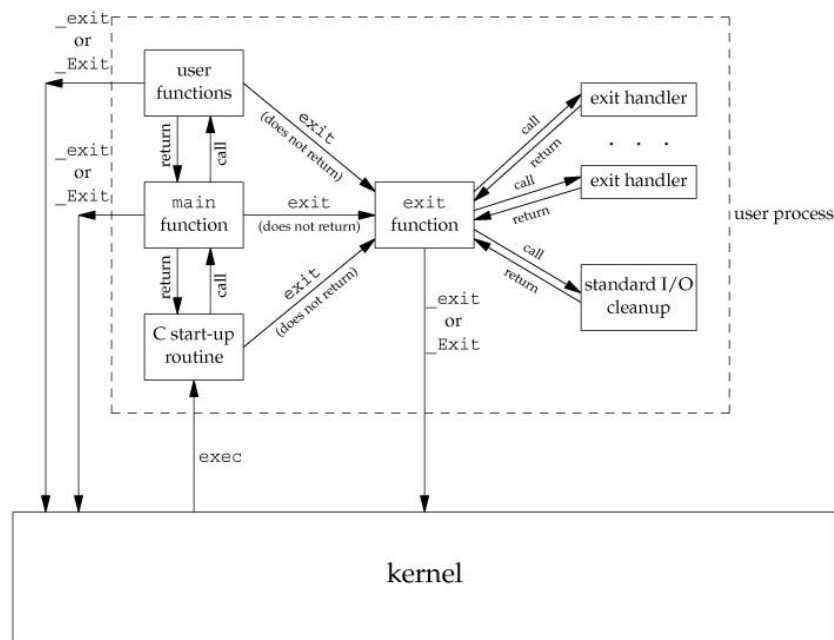 _exit
or
_Exit
user
functions
exit
(does not return)
return
call
_exit
or
_Exit
main
function
exit
(does not return)
return
call
C start-up
routine
exit
(does not return)
exit
function
call
return
exit handler
. . .
call
return
exit handler
call
return
standard I/O
cleanup
user process
_exit
or
_Exit
exec
kernel